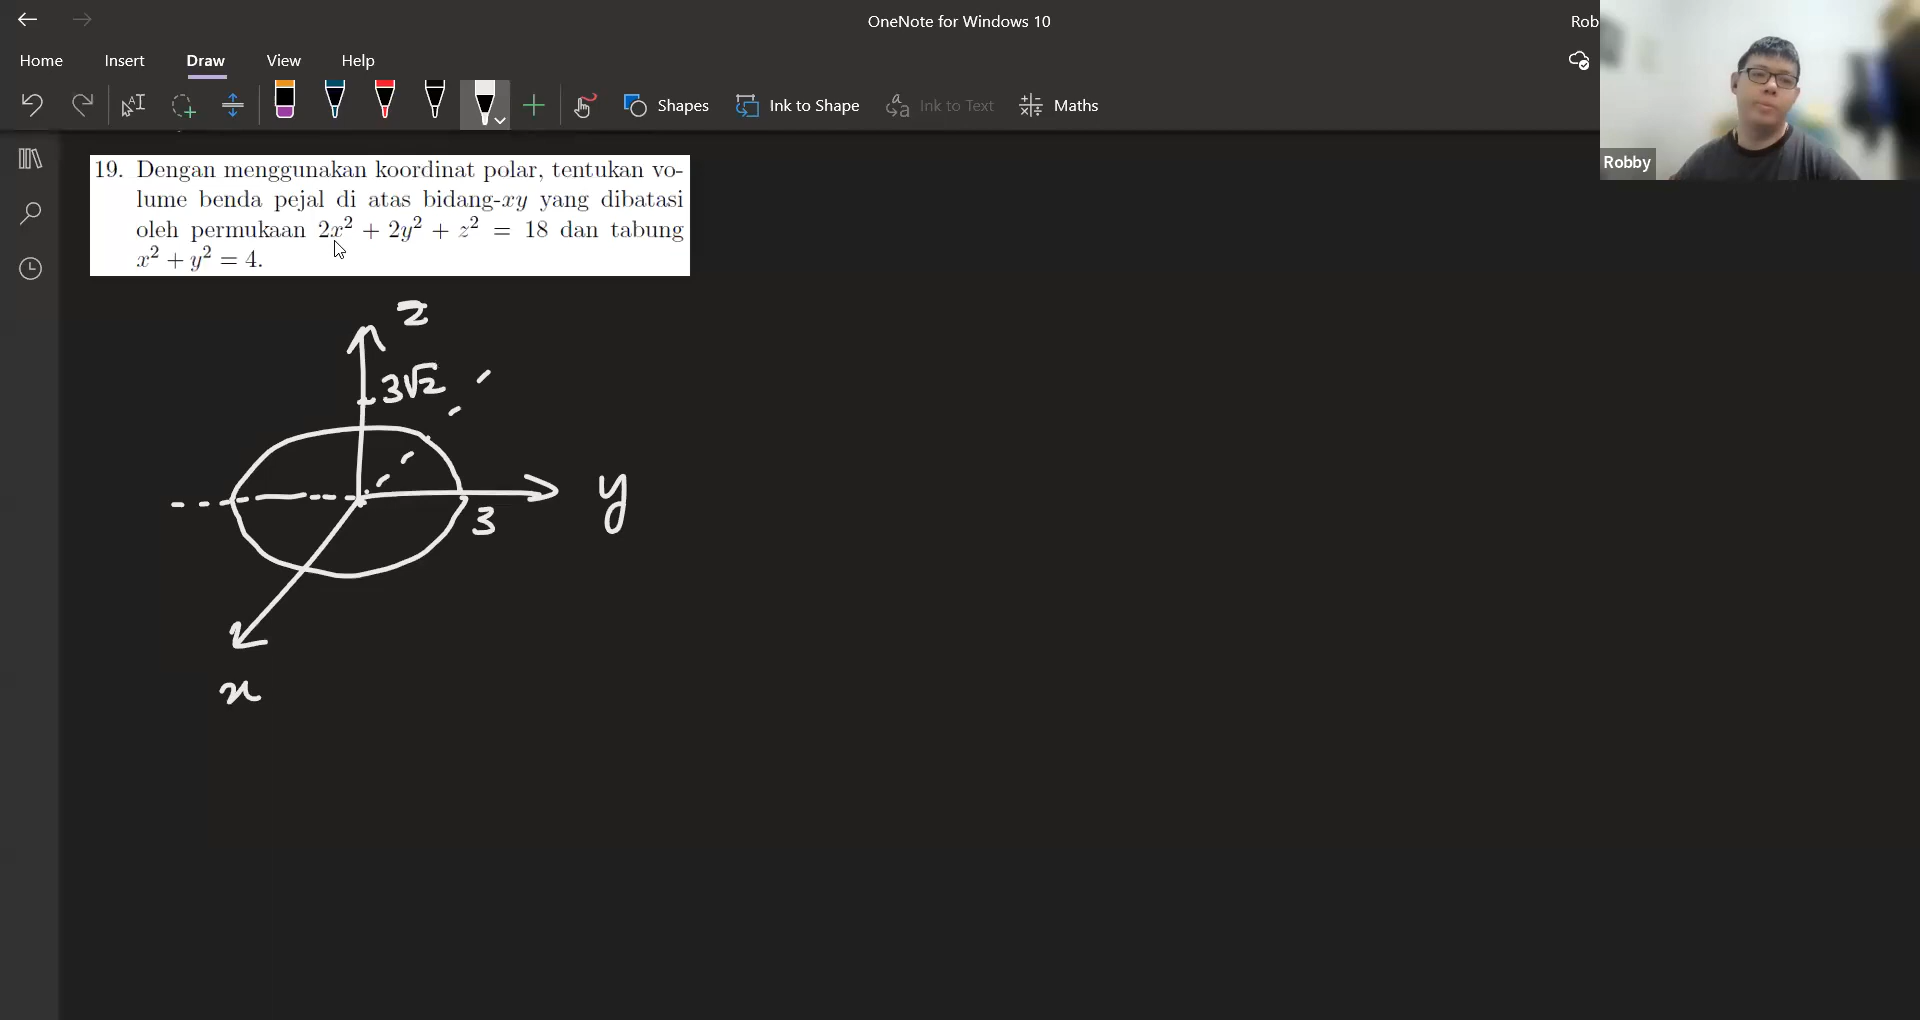 OneNote for Windows 10
Rob
Home Insert Draw View Help
Shapes Ink to Shape Ink to Text Maths
Robby
19. Dengan menggunakan koordinat polar, tentukan vo-
lume benda pejal di atas bidang-xy yang dibatasi
oleh permukaan 2x² + 2y² + z² = 18 dan tabung
x² + y² = 4.
z
3√2
y
3
x